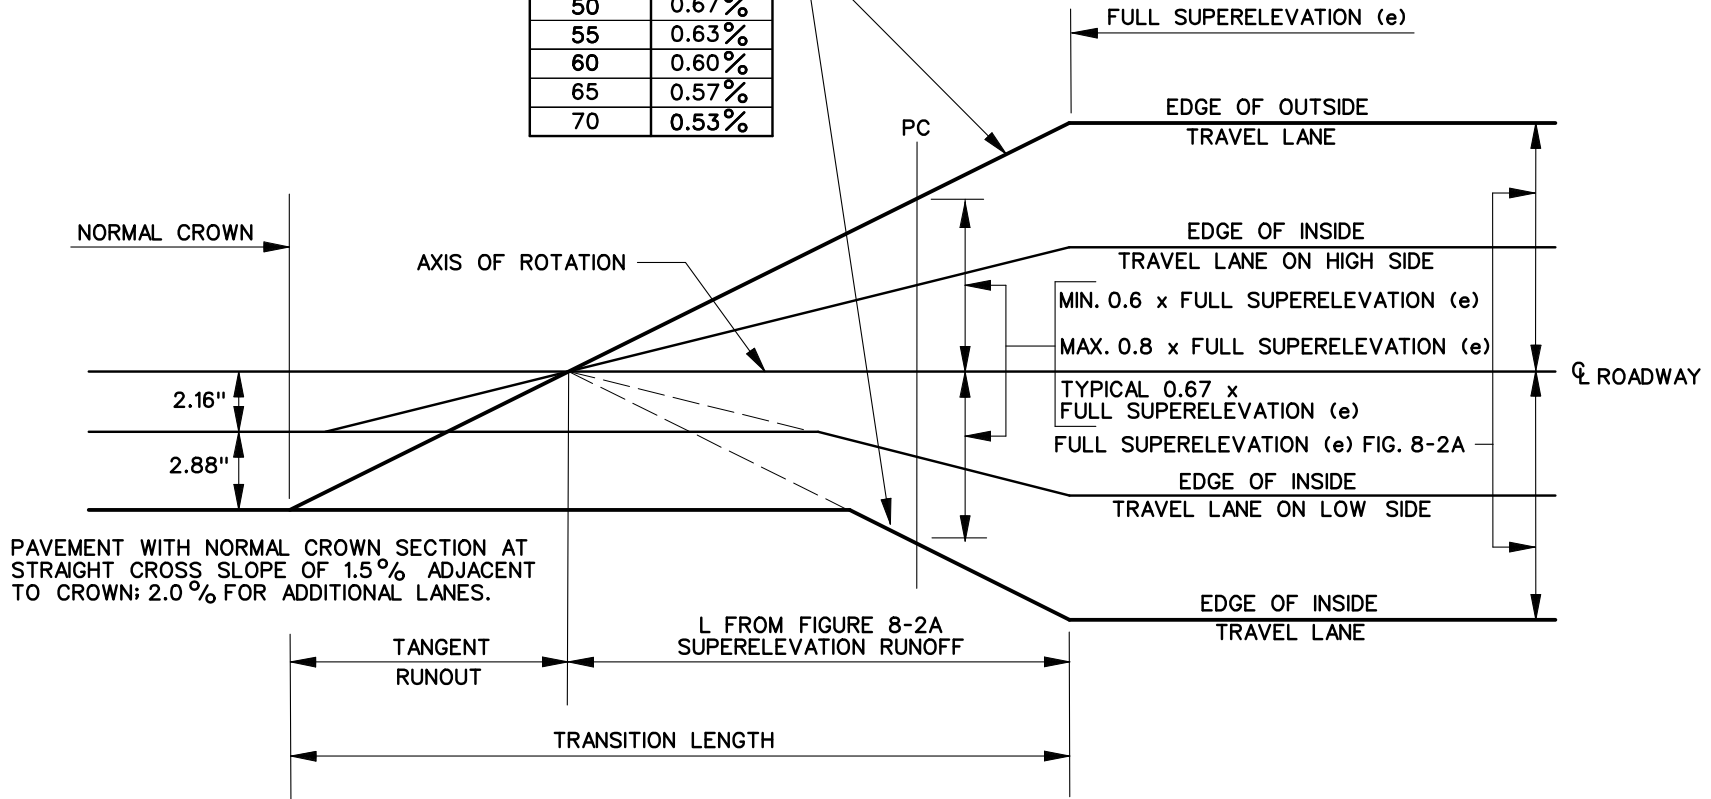 50 0.67%
55 0.63%
60 0.60%
65 0.57%
70 0.53%
FULL SUPERELEVATION (e)
EDGE OF OUTSIDE
TRAVEL LANE
PC
NORMAL CROWN
AXIS OF ROTATION
EDGE OF INSIDE
TRAVEL LANE ON HIGH SIDE
MIN. 0.6 x FULL SUPERELEVATION (e)
MAX. 0.8 x FULL SUPERELEVATION (e)
TYPICAL 0.67 x
FULL SUPERELEVATION (e)
℄ ROADWAY
2.16"
2.88"
FULL SUPERELEVATION (e) FIG. 8-2A
EDGE OF INSIDE
TRAVEL LANE ON LOW SIDE
PAVEMENT WITH NORMAL CROWN SECTION AT
STRAIGHT CROSS SLOPE OF 1.5% ADJACENT
TO CROWN; 2.0% FOR ADDITIONAL LANES.
EDGE OF INSIDE
TRAVEL LANE
L FROM FIGURE 8-2A
SUPERELEVATION RUNOFF
TANGENT
RUNOUT
TRANSITION LENGTH